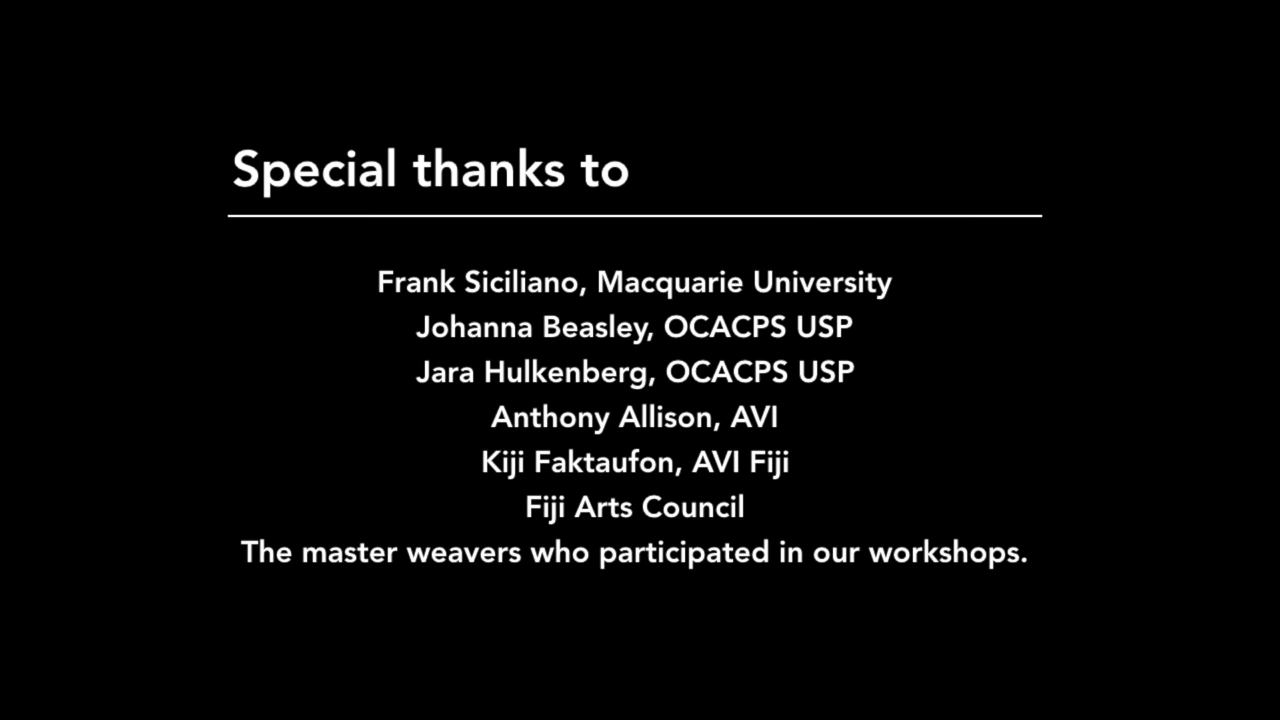 Special thanks to
Frank Siciliano, Macquarie University
Johanna Beasley, OCACPS USP
Jara Hulkenberg, OCACPS USP
Anthony Allison, AVI
Kiji Faktaufon, AVI Fiji
Fiji Arts Council
The master weavers who participated in our workshops.